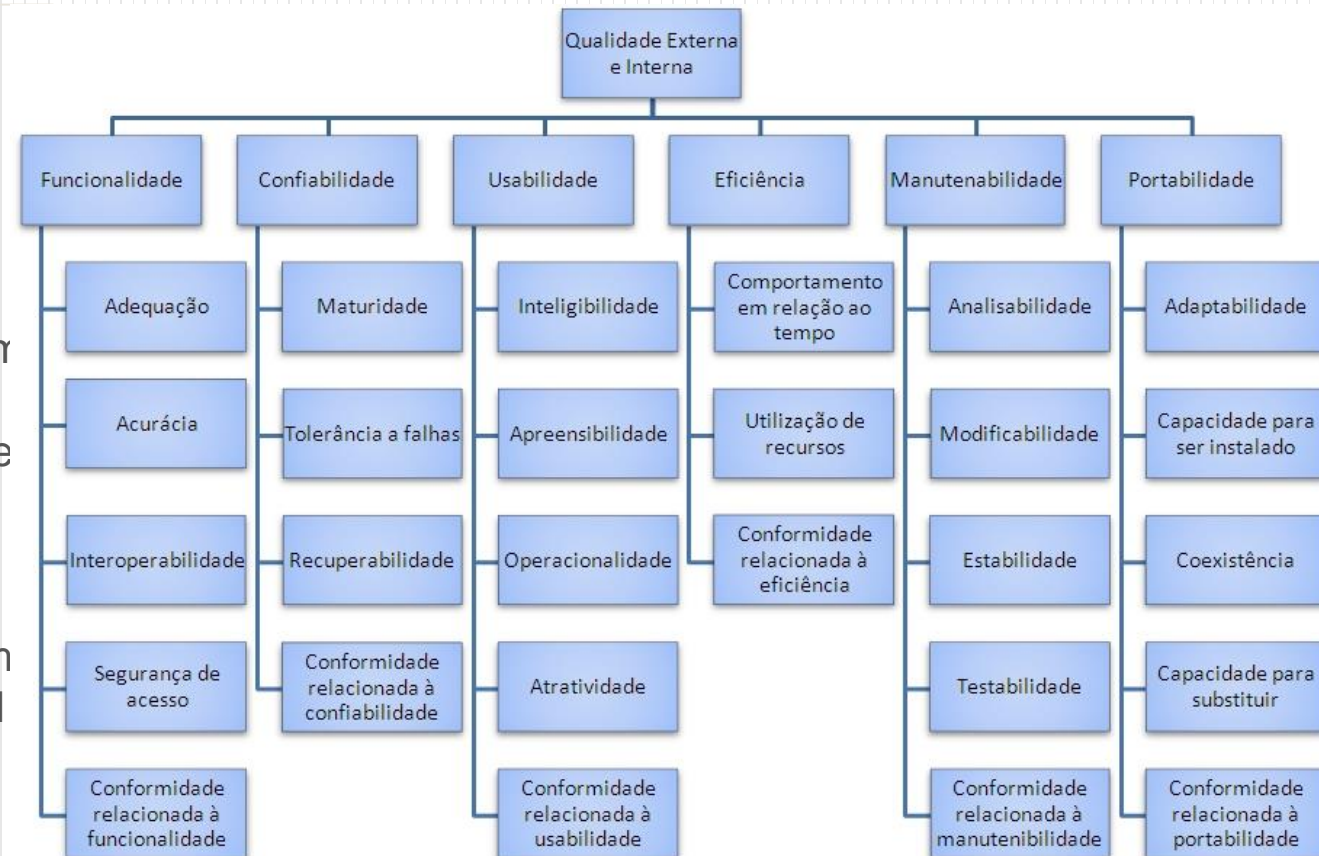 Qualidade Externa
e Interna
Funcionalidade
Adequação
Acurácia
Interoperabilidade
Segurança de
acesso
Conformidade
relacionada à
funcionalidade
Confiabilidade
Maturidade
Tolerância a falhas
Recuperabilidade
Conformidade
relacionada à
confiabilidade
Usabilidade
Inteligibilidade
Apreensibilidade
Operacionalidade
Atratividade
Conformidade
relacionada à
usabilidade
Eficiência
Comportamento
em relação ao
tempo
Utilização de
recursos
Conformidade
relacionada à
eficiência
Manutenabilidade
Analisabilidade
Modificabilidade
Estabilidade
Testabilidade
Conformidade
relacionada à
manutenibilidade
Portabilidade
Adaptabilidade
Capacidade para
ser instalado
Coexistência
Capacidade para
substituir
Conformidade
relacionada à
portabilidade